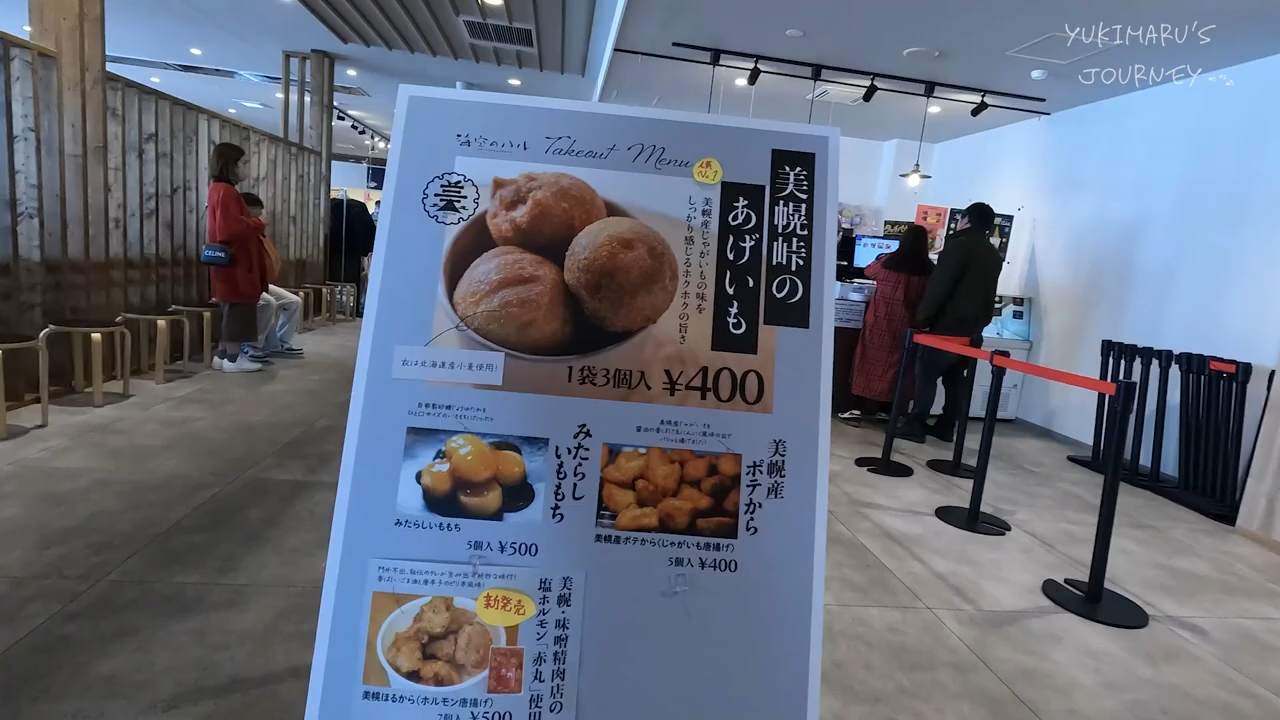 YUKIMARU'S
JOURNEY
Takeout Menu
人気
No.1
美幌峠の
あげいも
美幌産じゃがいもの味を
しっかり感じるホクホクの旨さ
衣は北海道産小麦使用!
1袋3個入 ¥400
みたらし
いももち
みたらしいももち
5個入 ¥500
美幌産
ポテから
美幌産ポテから(じゃがいも唐揚げ)
5個入 ¥400
新発売
美幌・味噌精肉店の
塩ホルモン「赤丸」使用
美幌ほるから(ホルモン唐揚げ)
7個入 ¥500
CELINE